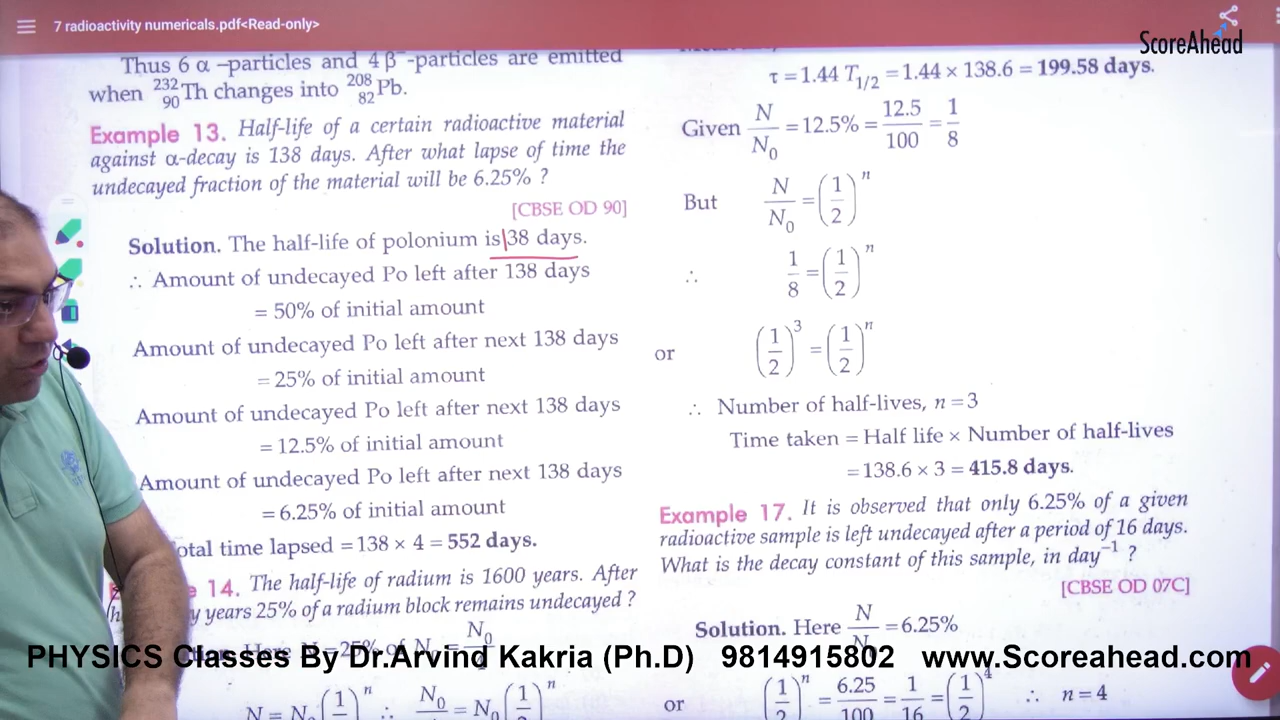 7 radioactivity numericals.pdf<Read-only>
ScoreAhead
Thus 6 α –particles and 4 β⁻ -particles are emitted
when ²³²₉₀Th changes into ²⁰⁸₈₂Pb.
Example 13. Half-life of a certain radioactive material
against α-decay is 138 days. After what lapse of time the
undecayed fraction of the material will be 6.25% ?
[CBSE OD 90]
Solution. The half-life of polonium is 138 days.
∴ Amount of undecayed Po left after 138 days
= 50% of initial amount
Amount of undecayed Po left after next 138 days
= 25% of initial amount
Amount of undecayed Po left after next 138 days
= 12.5% of initial amount
Amount of undecayed Po left after next 138 days
= 6.25% of initial amount
otal time lapsed = 138 × 4 = 552 days.
e 14. The half-life of radium is 1600 years. After
y years 25% of a radium block remains undecayed ?
N = N₀ (1/2)ⁿ ∴ N₀ = N₀ (1/2)ⁿ
τ = 1.44 T₁/₂ = 1.44 × 138.6 = 199.58 days.
Given N/N₀ = 12.5% = 12.5/100 = 1/8
But N/N₀ = (1/2)ⁿ
∴ 1/8 = (1/2)ⁿ
or (1/2)³ = (1/2)ⁿ
∴ Number of half-lives, n = 3
Time taken = Half life × Number of half-lives
= 138.6 × 3 = 415.8 days.
Example 17. It is observed that only 6.25% of a given
radioactive sample is left undecayed after a period of 16 days.
What is the decay constant of this sample, in day⁻¹ ?
[CBSE OD 07C]
Solution. Here N/N₀ = 6.25%
or (1/2)ⁿ = 6.25/100 = 1/16 = (1/2)⁴ ∴ n = 4
PHYSICS Classes By Dr.Arvind Kakria (Ph.D) 9814915802 www.Scoreahead.com